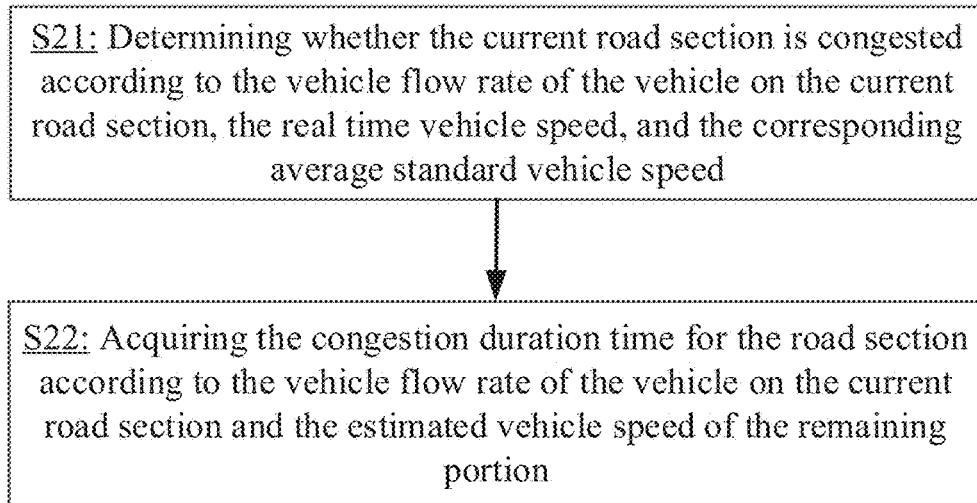 S21: Determining whether the current road section is congested
according to the vehicle flow rate of the vehicle on the current
road section, the real time vehicle speed, and the corresponding
average standard vehicle speed
S22: Acquiring the congestion duration time for the road section
according to the vehicle flow rate of the vehicle on the current
road section and the estimated vehicle speed of the remaining
portion